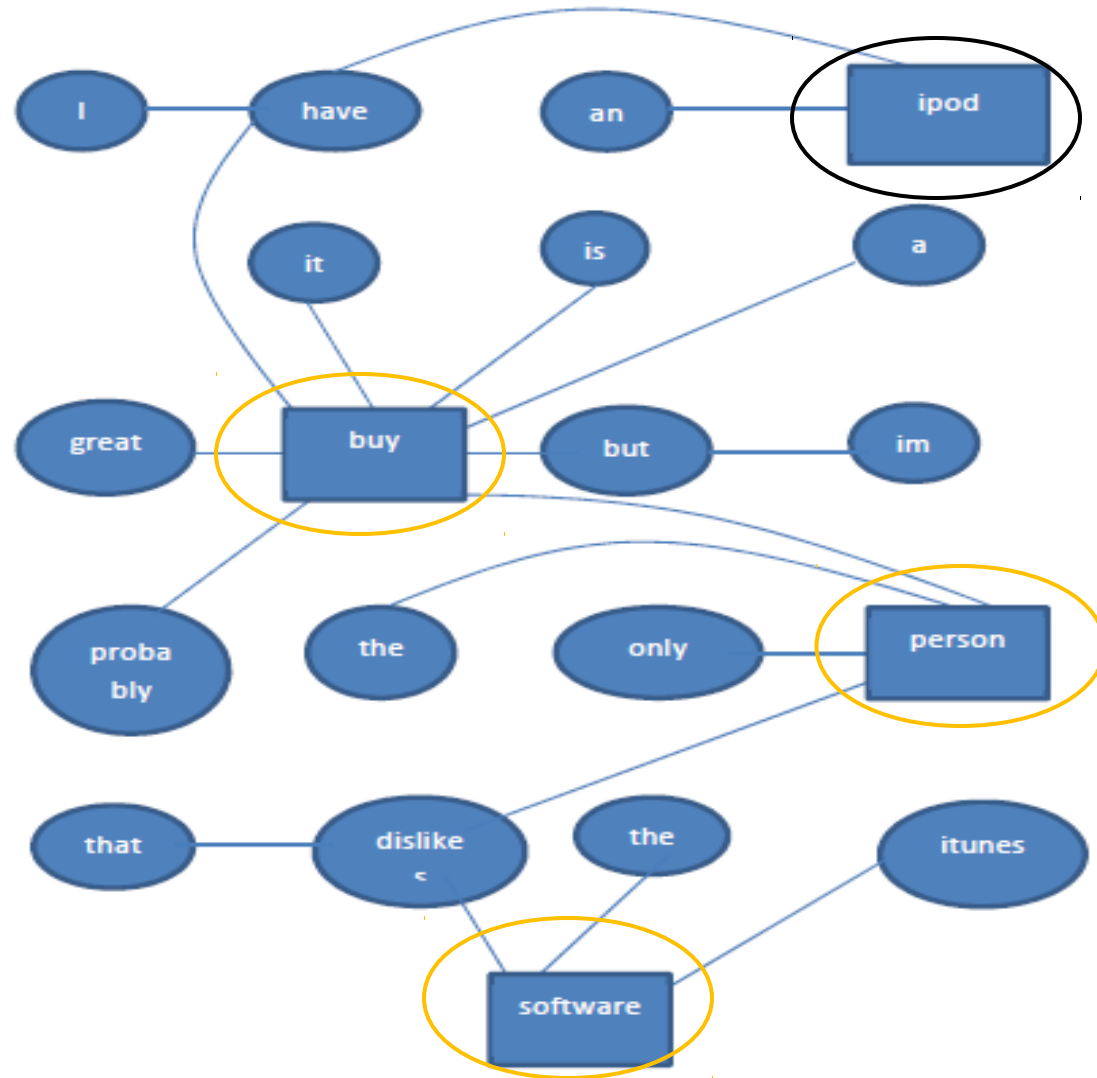 I have an ipod
it is a
great buy but im
proba
bly
the only person
that dislike
s
the itunes
software